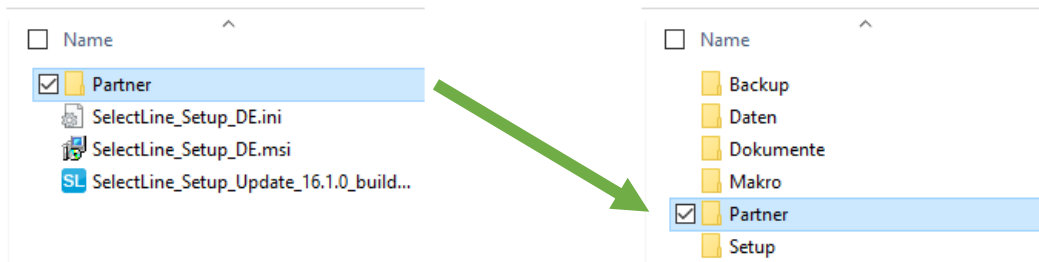 Name
Partner
SelectLine_Setup_DE.ini
SelectLine_Setup_DE.msi
SL SelectLine_Setup_Update_16.1.0_build...
Name
Backup
Daten
Dokumente
Makro
Partner
Setup